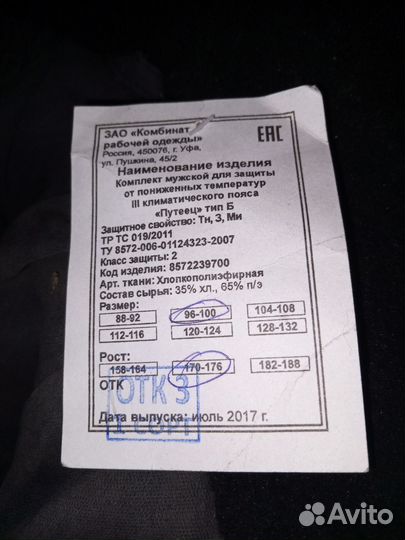 ЗАО «Комбинат
рабочей одежды»
Россия, 450076, г. Уфа,
ул. Пушкина, 45/2
ЕАС
Наименование изделия
Комплект мужской для защиты
от пониженных температур
III климатического пояса
«Путеец» тип Б
Защитное свойство: Тн, З, Ми
ТР ТС 019/2011
ТУ 8572-006-01124323-2007
Класс защиты: 2
Код изделия: 8572239700
Арт. ткани: Хлопкополиэфирная
Состав сырья: 35% хл., 65% п/э
Размер:
88-92 96-100 104-108
112-116 120-124 128-132
Рост:
158-164 170-176 182-188
ОТК
ОТК 3
1 СОРТ
Дата выпуска: июль 2017 г.
Avito